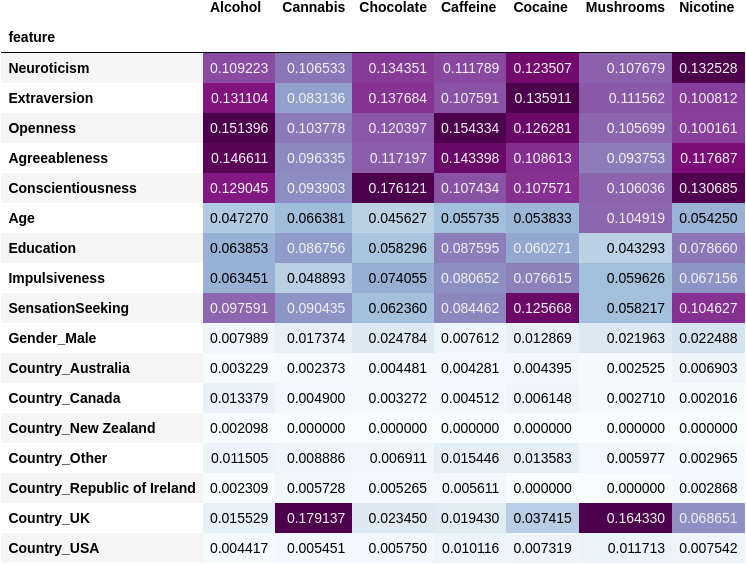 Alcohol Cannabis Chocolate Caffeine Cocaine Mushrooms Nicotine
feature
Neuroticism 0.109223 0.106533 0.134351 0.111789 0.123507 0.107679 0.132528
Extraversion 0.131104 0.083136 0.137684 0.107591 0.135911 0.111562 0.100812
Openness 0.151396 0.103778 0.120397 0.154334 0.126281 0.105699 0.100161
Agreeableness 0.146611 0.096335 0.117197 0.143398 0.108613 0.093753 0.117687
Conscientiousness 0.129045 0.093903 0.176121 0.107434 0.107571 0.106036 0.130685
Age 0.047270 0.066381 0.045627 0.055735 0.053833 0.104919 0.054250
Education 0.063853 0.086756 0.058296 0.087595 0.060271 0.043293 0.078660
Impulsiveness 0.063451 0.048893 0.074055 0.080652 0.076615 0.059626 0.067156
SensationSeeking 0.097591 0.090435 0.062360 0.084462 0.125668 0.058217 0.104627
Gender_Male 0.007989 0.017374 0.024784 0.007612 0.012869 0.021963 0.022488
Country_Australia 0.003229 0.002373 0.004481 0.004281 0.004395 0.002525 0.006903
Country_Canada 0.013379 0.004900 0.003272 0.004512 0.006148 0.002710 0.002016
Country_New Zealand 0.002098 0.000000 0.000000 0.000000 0.000000 0.000000 0.000000
Country_Other 0.011505 0.008886 0.006911 0.015446 0.013583 0.005977 0.002965
Country_Republic of Ireland 0.002309 0.005728 0.005265 0.005611 0.000000 0.000000 0.002868
Country_UK 0.015529 0.179137 0.023450 0.019430 0.037415 0.164330 0.068651
Country_USA 0.004417 0.005451 0.005750 0.010116 0.007319 0.011713 0.007542